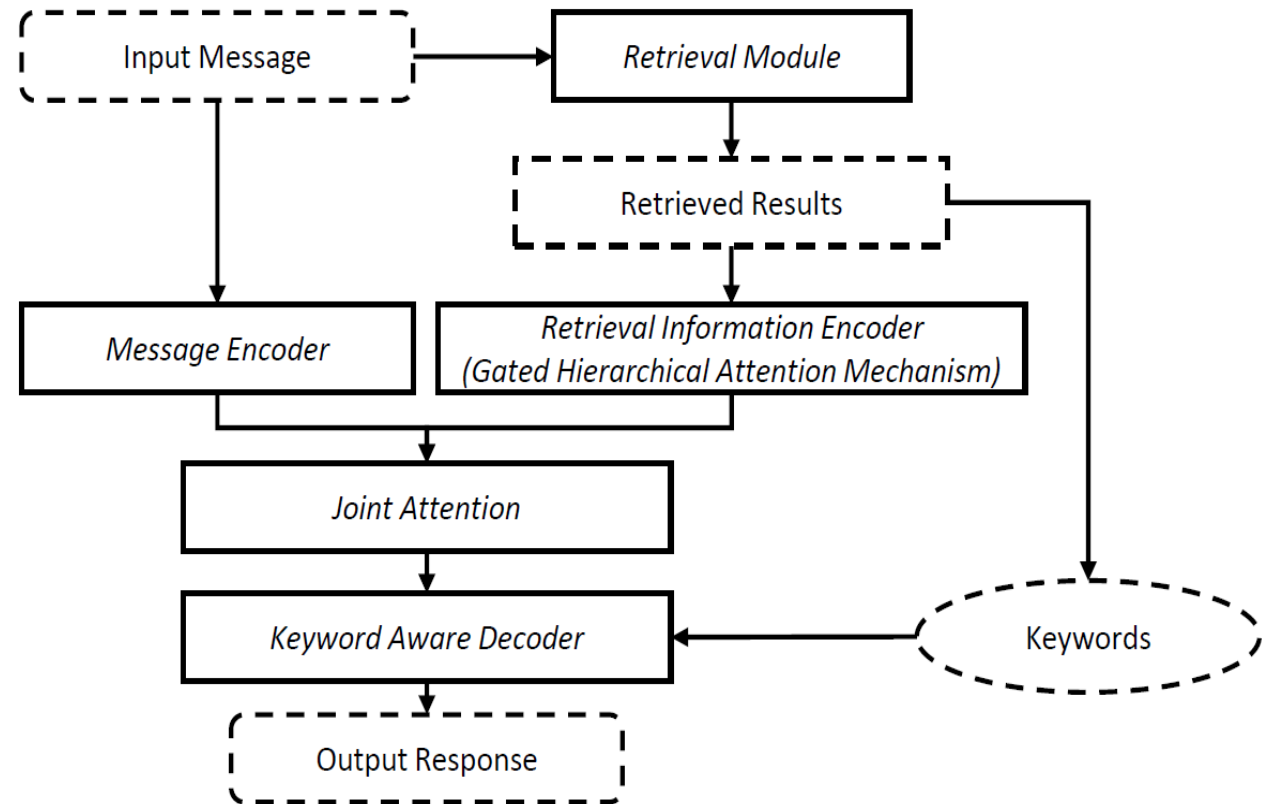 Input Message
Retrieval Module
Retrieved Results
Message Encoder
Retrieval Information Encoder
(Gated Hierarchical Attention Mechanism)
Joint Attention
Keyword Aware Decoder
Keywords
Output Response